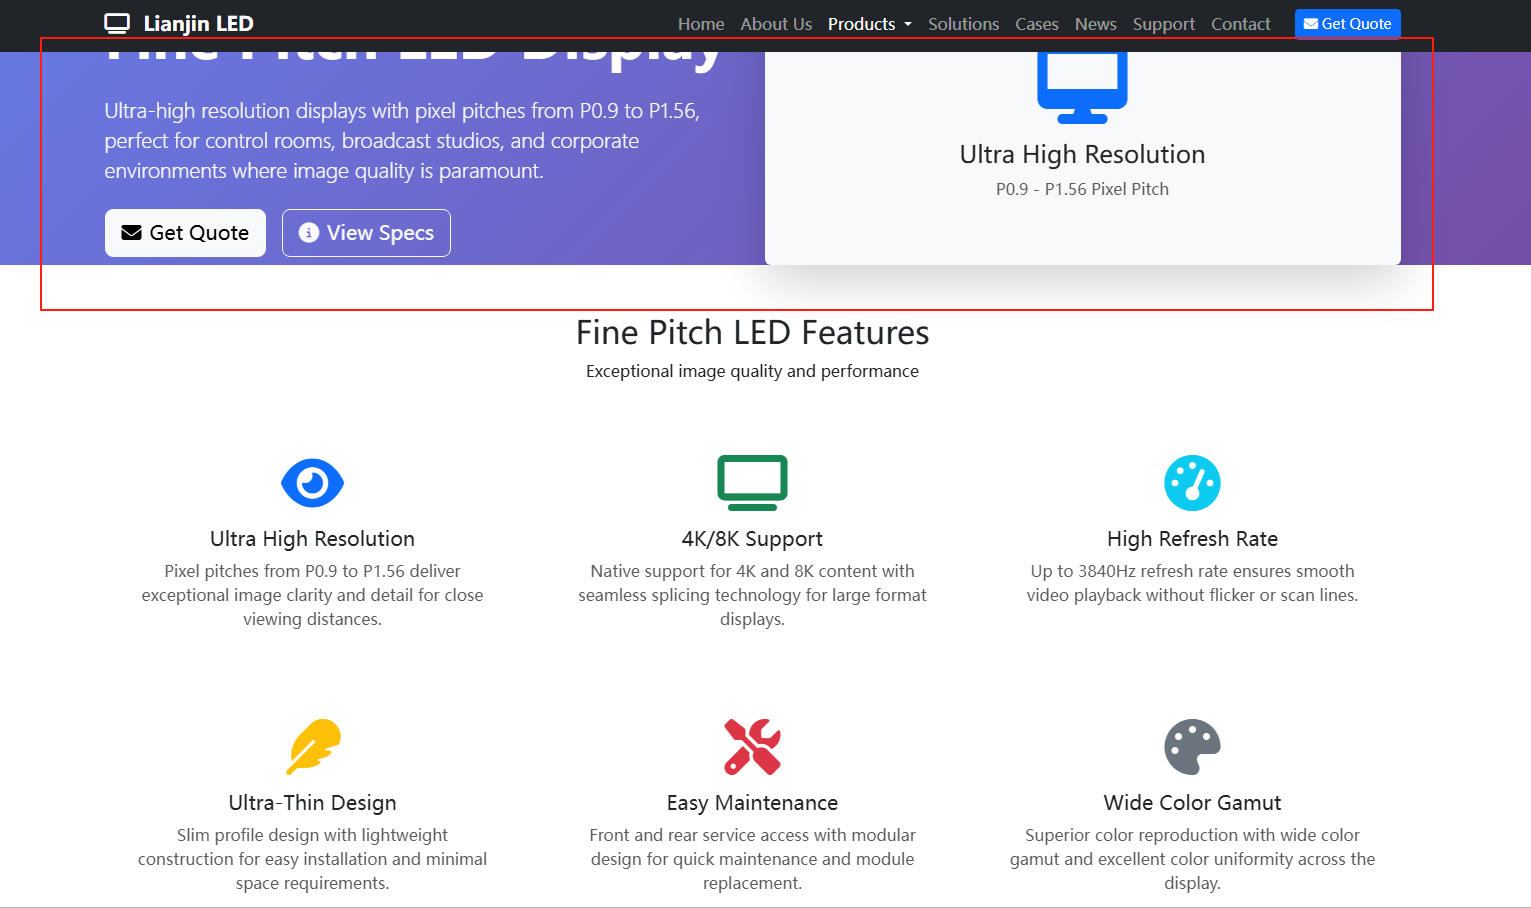 Lianjin LED
Home About Us Products Solutions Cases News Support Contact Get Quote
Fine Pitch LED Display
Ultra-high resolution displays with pixel pitches from P0.9 to P1.56,
perfect for control rooms, broadcast studios, and corporate
environments where image quality is paramount.
Get Quote View Specs
Ultra High Resolution
P0.9 - P1.56 Pixel Pitch
Fine Pitch LED Features
Exceptional image quality and performance
Ultra High Resolution
Pixel pitches from P0.9 to P1.56 deliver
exceptional image clarity and detail for close
viewing distances.
4K/8K Support
Native support for 4K and 8K content with
seamless splicing technology for large format
displays.
High Refresh Rate
Up to 3840Hz refresh rate ensures smooth
video playback without flicker or scan lines.
Ultra-Thin Design
Slim profile design with lightweight
construction for easy installation and minimal
space requirements.
Easy Maintenance
Front and rear service access with modular
design for quick maintenance and module
replacement.
Wide Color Gamut
Superior color reproduction with wide color
gamut and excellent color uniformity across the
display.